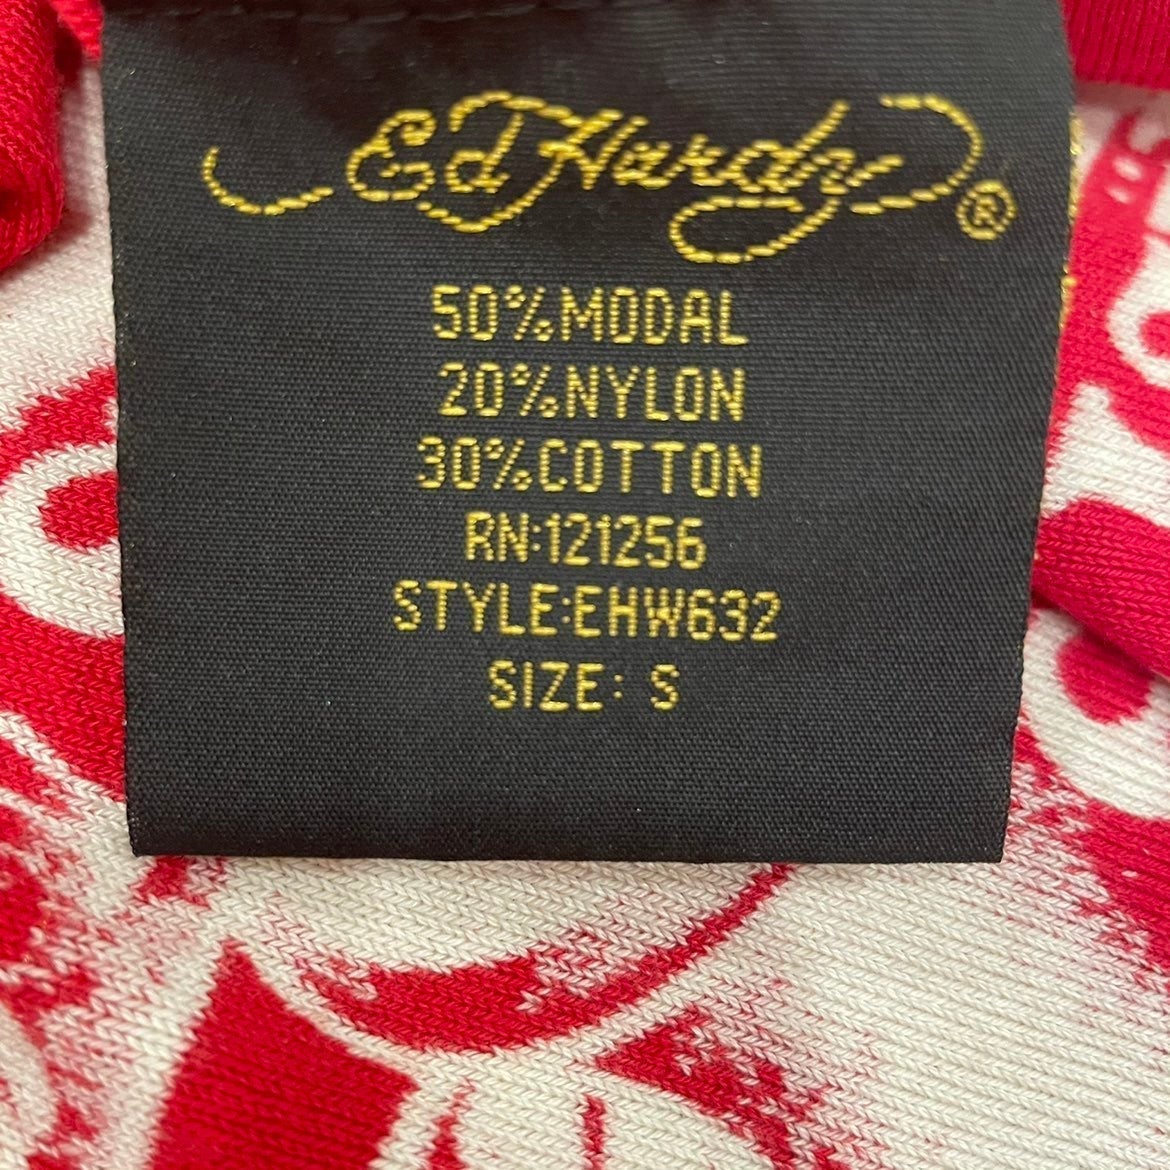 Ed Hardy®
50%MODAL
20%NYLON
30%COTTON
RN:121256
STYLE:EHW632
SIZE: S